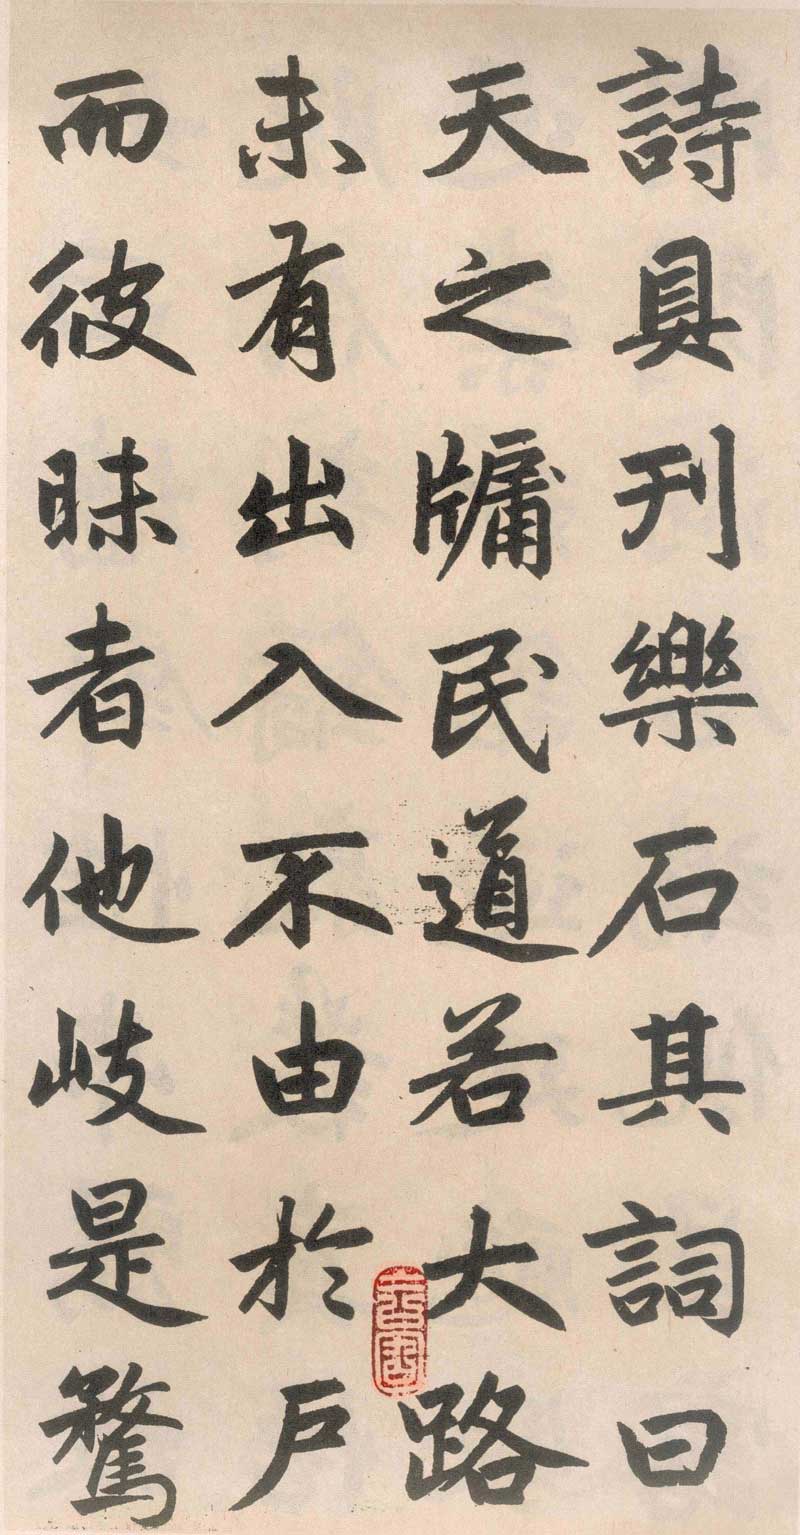 詩具刊樂石其詞曰
天之牖民道若大路
未有出入不由於户
而彼昧者他岐是騖